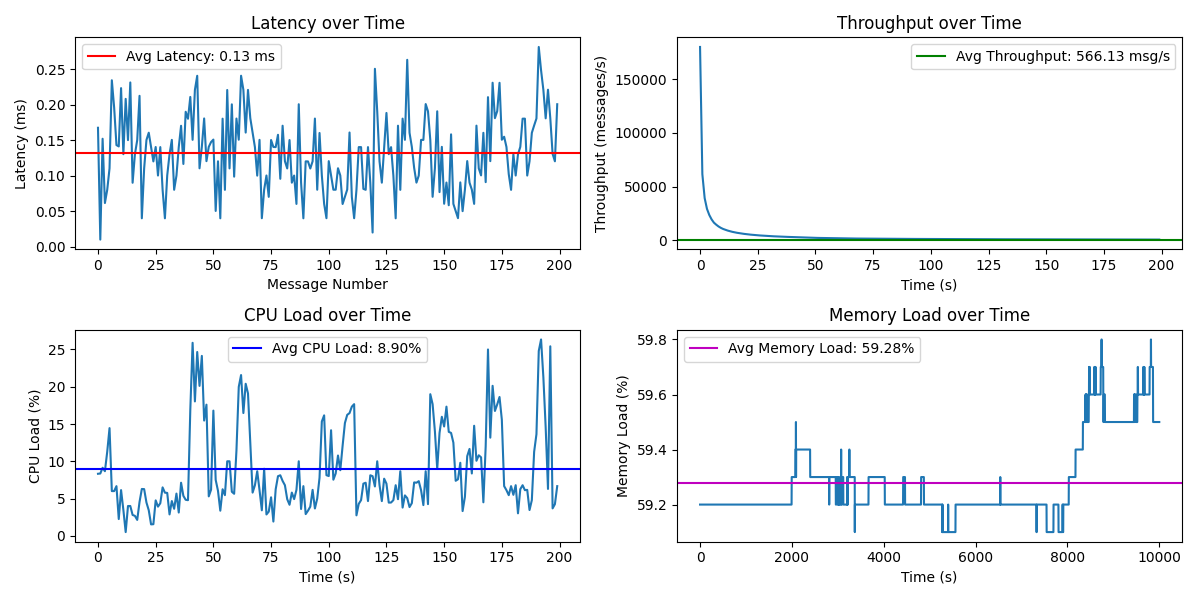 Latency over Time
Avg Latency: 0.13 ms
Latency (ms)
0.25
0.20
0.15
0.10
0.05
0.00
0 25 50 75 100 125 150 175 200
Message Number
Throughput over Time
Avg Throughput: 566.13 msg/s
Throughput (messages/s)
150000
100000
50000
0
0 25 50 75 100 125 150 175 200
Time (s)
CPU Load over Time
Avg CPU Load: 8.90%
CPU Load (%)
25
20
15
10
5
0
0 25 50 75 100 125 150 175 200
Time (s)
Memory Load over Time
Avg Memory Load: 59.28%
Memory Load (%)
59.8
59.6
59.4
59.2
0 2000 4000 6000 8000 10000
Time (s)